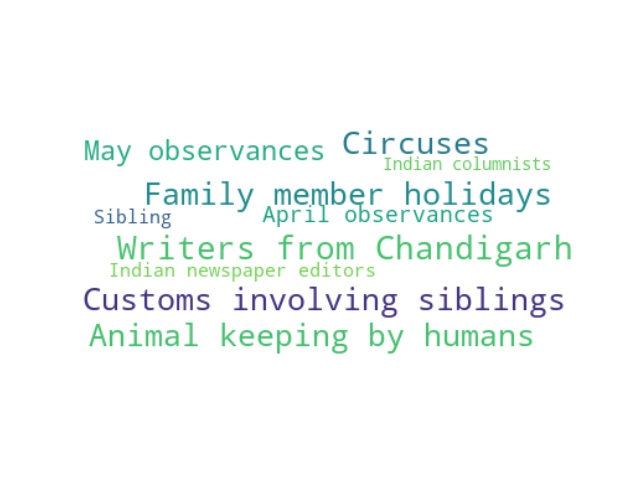 May observances
Circuses
Indian columnists
Family member holidays
Sibling
April observances
Writers from Chandigarh
Indian newspaper editors
Customs involving siblings
Animal keeping by humans